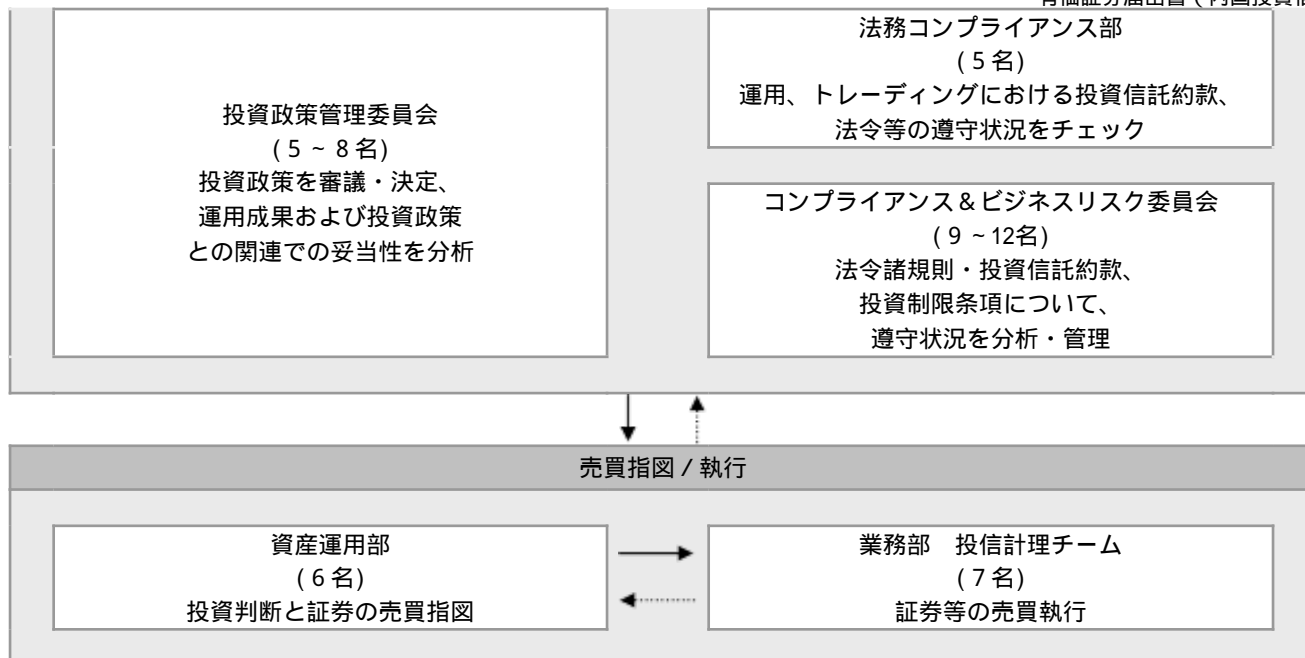 投資政策管理委員会
(5～8名)
投資政策を審議・決定、
運用成果および投資政策
との関連での妥当性を分析
法務コンプライアンス部
(5名)
運用、トレーディングにおける投資信託約款、
法令等の遵守状況をチェック
コンプライアンス＆ビジネスリスク委員会
(9～12名)
法令諸規則・投資信託約款、
投資制限条項について、
遵守状況を分析・管理
売買指図／執行
資産運用部
(6名)
投資判断と証券の売買指図
業務部　投信計理チーム
(7名)
証券等の売買執行